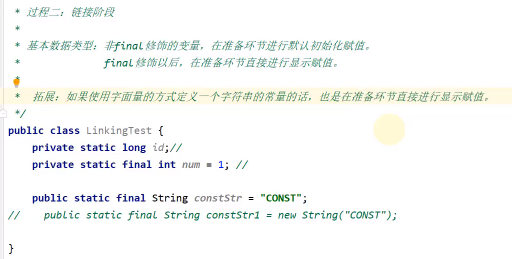 * 过程二：链接阶段
*
* 基本数据类型：非final修饰的变量，在准备环节进行默认初始化赋值。
* final修饰以后，在准备环节直接进行显示赋值。
*
* 拓展：如果使用字面量的方式定义一个字符串的常量的话，也是在准备环节直接进行显示赋值。
*/
public class LinkingTest {
private static long id;//
private static final int num = 1; //
public static final String constStr = "CONST";
// public static final String constStr1 = new String("CONST");
}